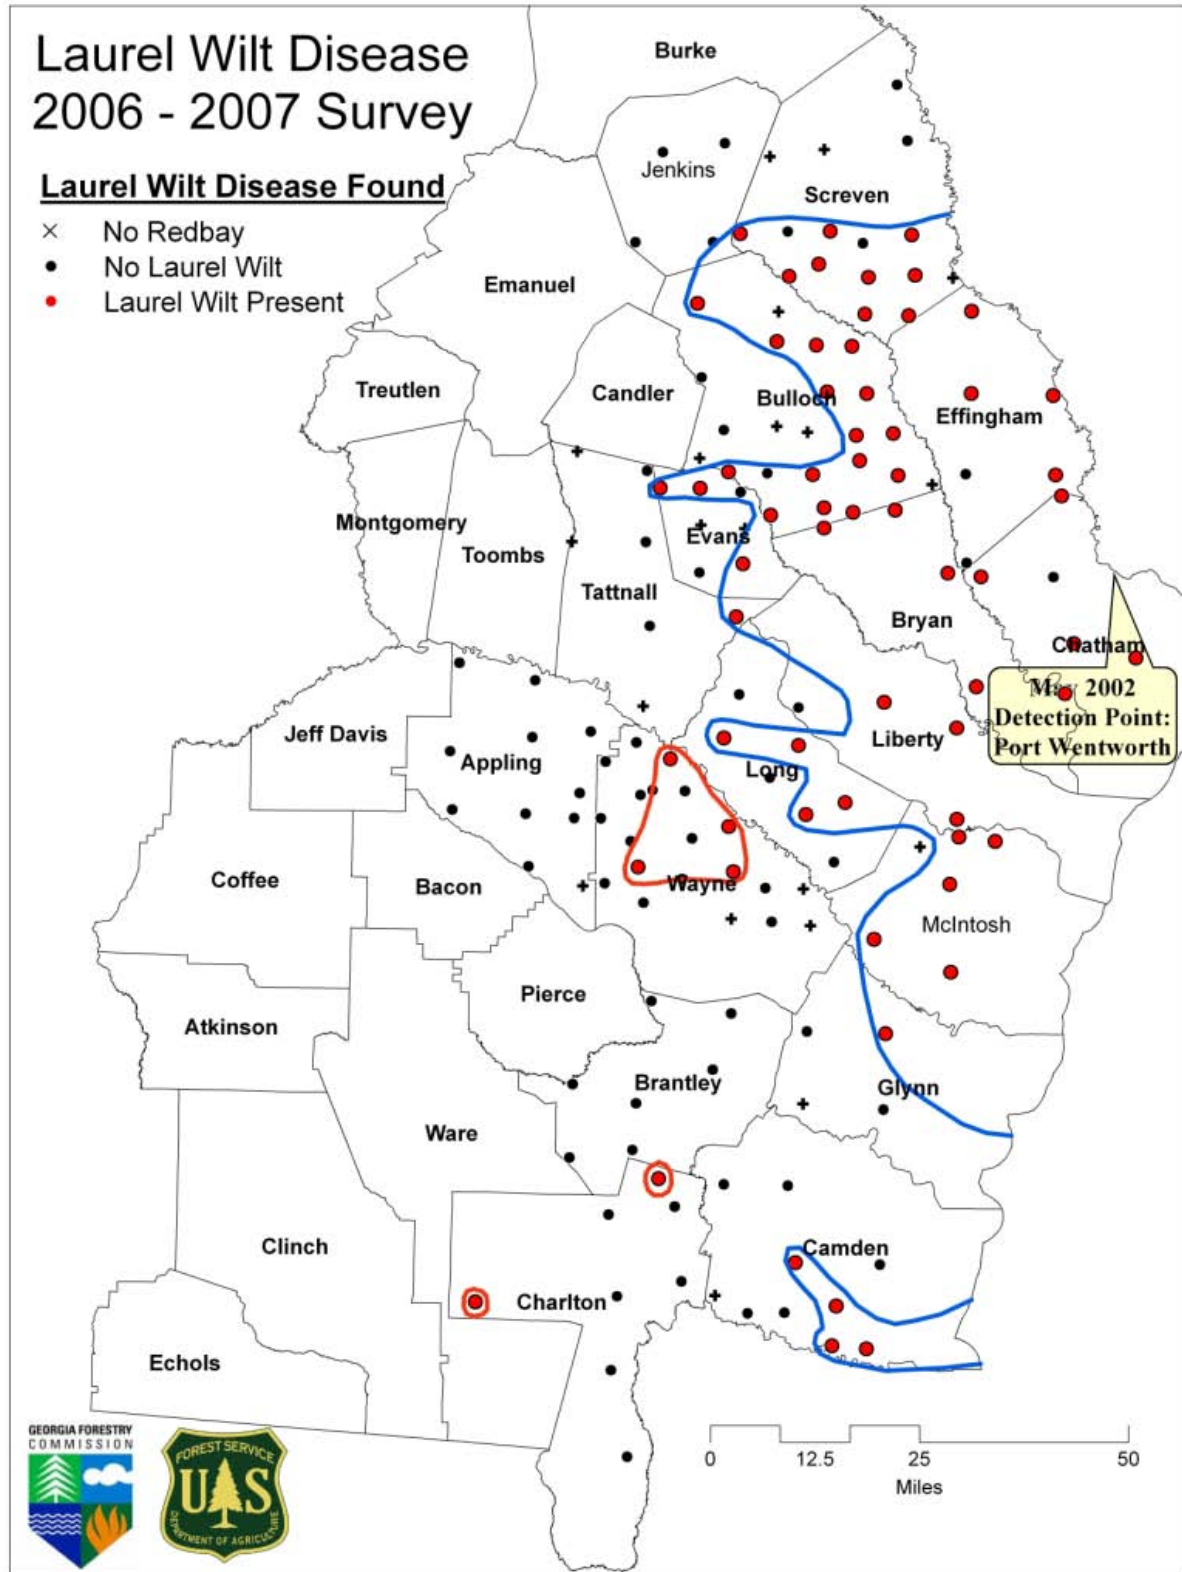 Laurel Wilt Disease
2006 - 2007 Survey
Laurel Wilt Disease Found
No Redbay
No Laurel Wilt
Laurel Wilt Present
Burke
Jenkins
Screven
Emanuel
Treutlen
Candler
Bulloch
Effingham
Montgomery
Toombs
Evans
Tattnall
Bryan
Chatham
May 2002
Detection Point:
Port Wentworth
Jeff Davis
Appling
Long
Liberty
Coffee
Bacon
Wayne
McIntosh
Pierce
Atkinson
Brantley
Glynn
Ware
Clinch
Camden
Charlton
Echols
GEORGIA FORESTRY
COMMISSION
FOREST SERVICE
U S
DEPARTMENT OF AGRICULTURE
0 12.5 25 50
Miles